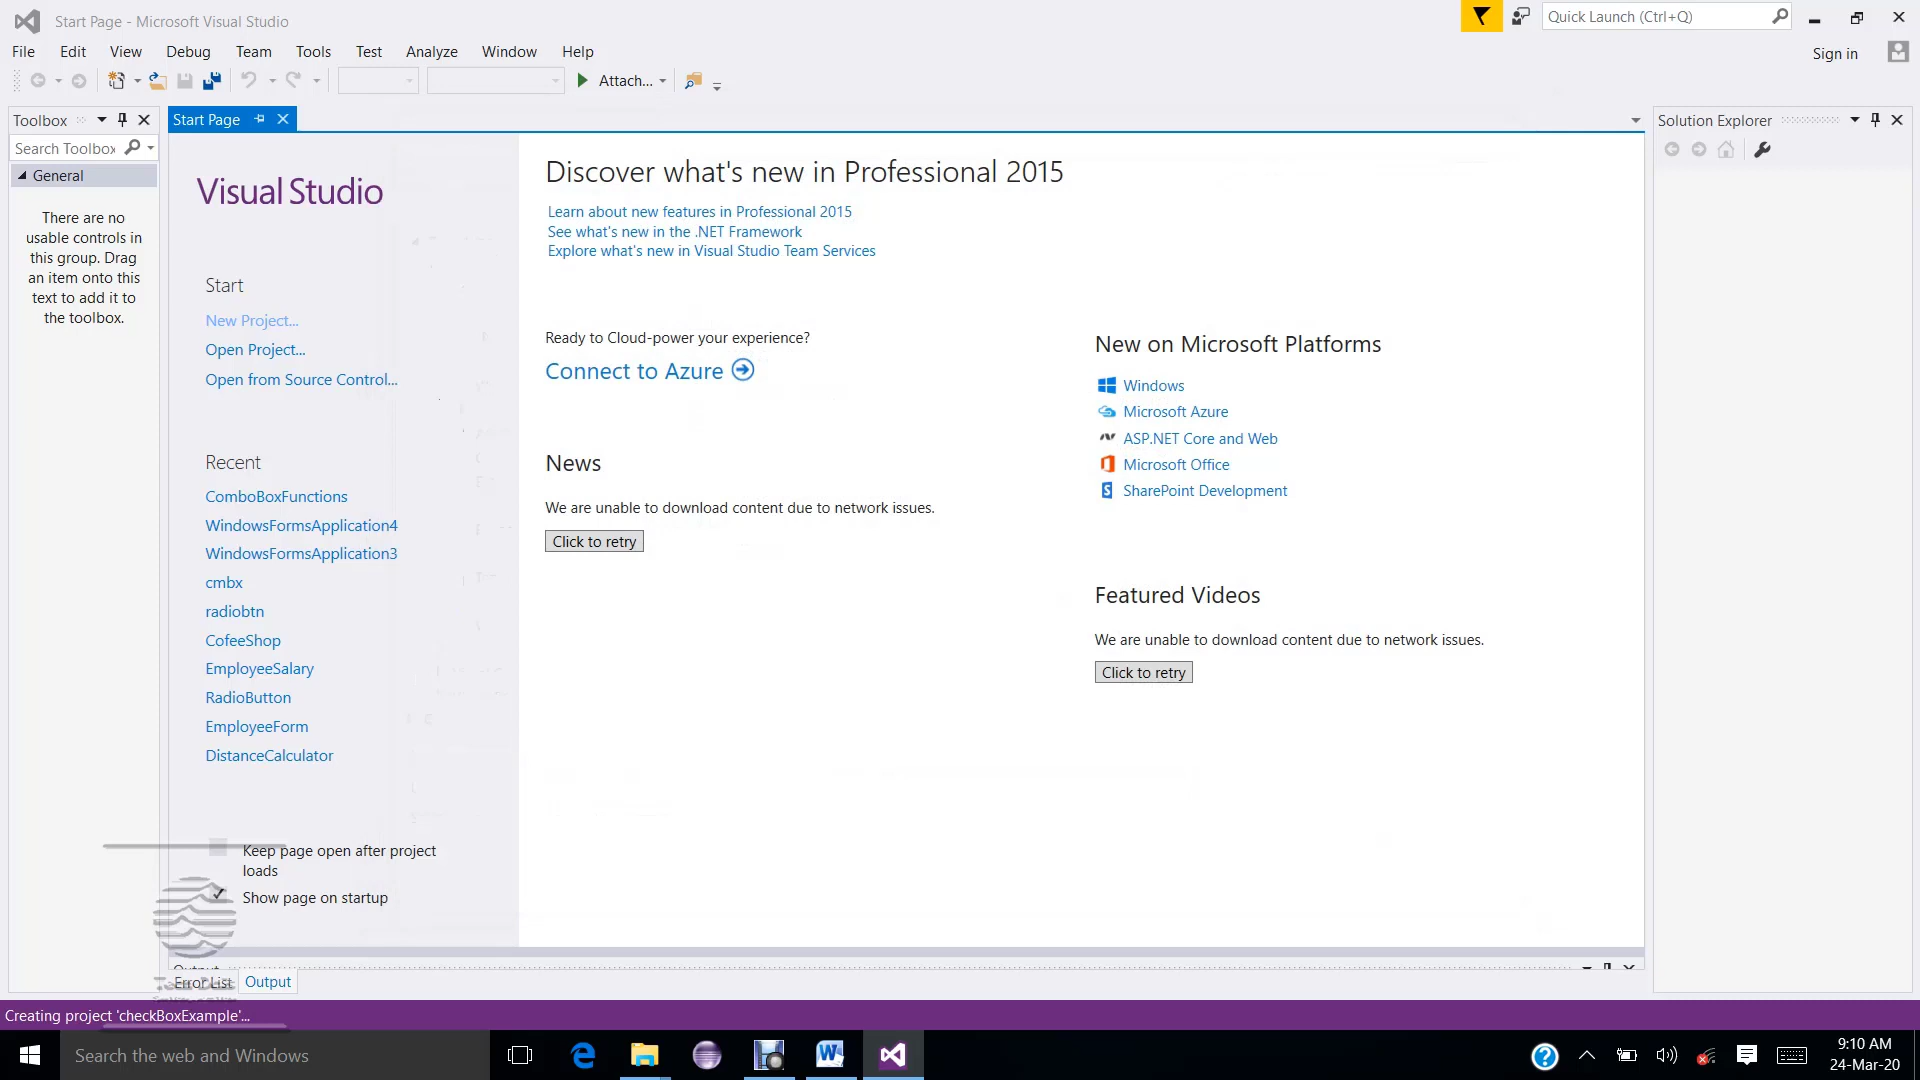 Start Page - Microsoft Visual Studio
Quick Launch (Ctrl+Q)
File Edit View Debug Team Tools Test Analyze Window Help
Sign in
Attach...
Toolbox
Start Page
Solution Explorer
Search Toolbox
General
There are no
usable controls in
this group. Drag
an item onto this
text to add it to
the toolbox.
Visual Studio
Start
New Project...
Open Project...
Open from Source Control...
Recent
ComboBoxFunctions
WindowsFormsApplication4
WindowsFormsApplication3
cmbx
radiobtn
CofeeShop
EmployeeSalary
RadioButton
EmployeeForm
DistanceCalculator
Keep page open after project
loads
Show page on startup
Discover what's new in Professional 2015
Learn about new features in Professional 2015
See what's new in the .NET Framework
Explore what's new in Visual Studio Team Services
Ready to Cloud-power your experience?
Connect to Azure
News
We are unable to download content due to network issues.
Click to retry
New on Microsoft Platforms
Windows
Microsoft Azure
ASP.NET Core and Web
Microsoft Office
SharePoint Development
Featured Videos
We are unable to download content due to network issues.
Click to retry
Output
Error List Output
Creating project 'checkBoxExample'...
Search the web and Windows
9:10 AM
24-Mar-20